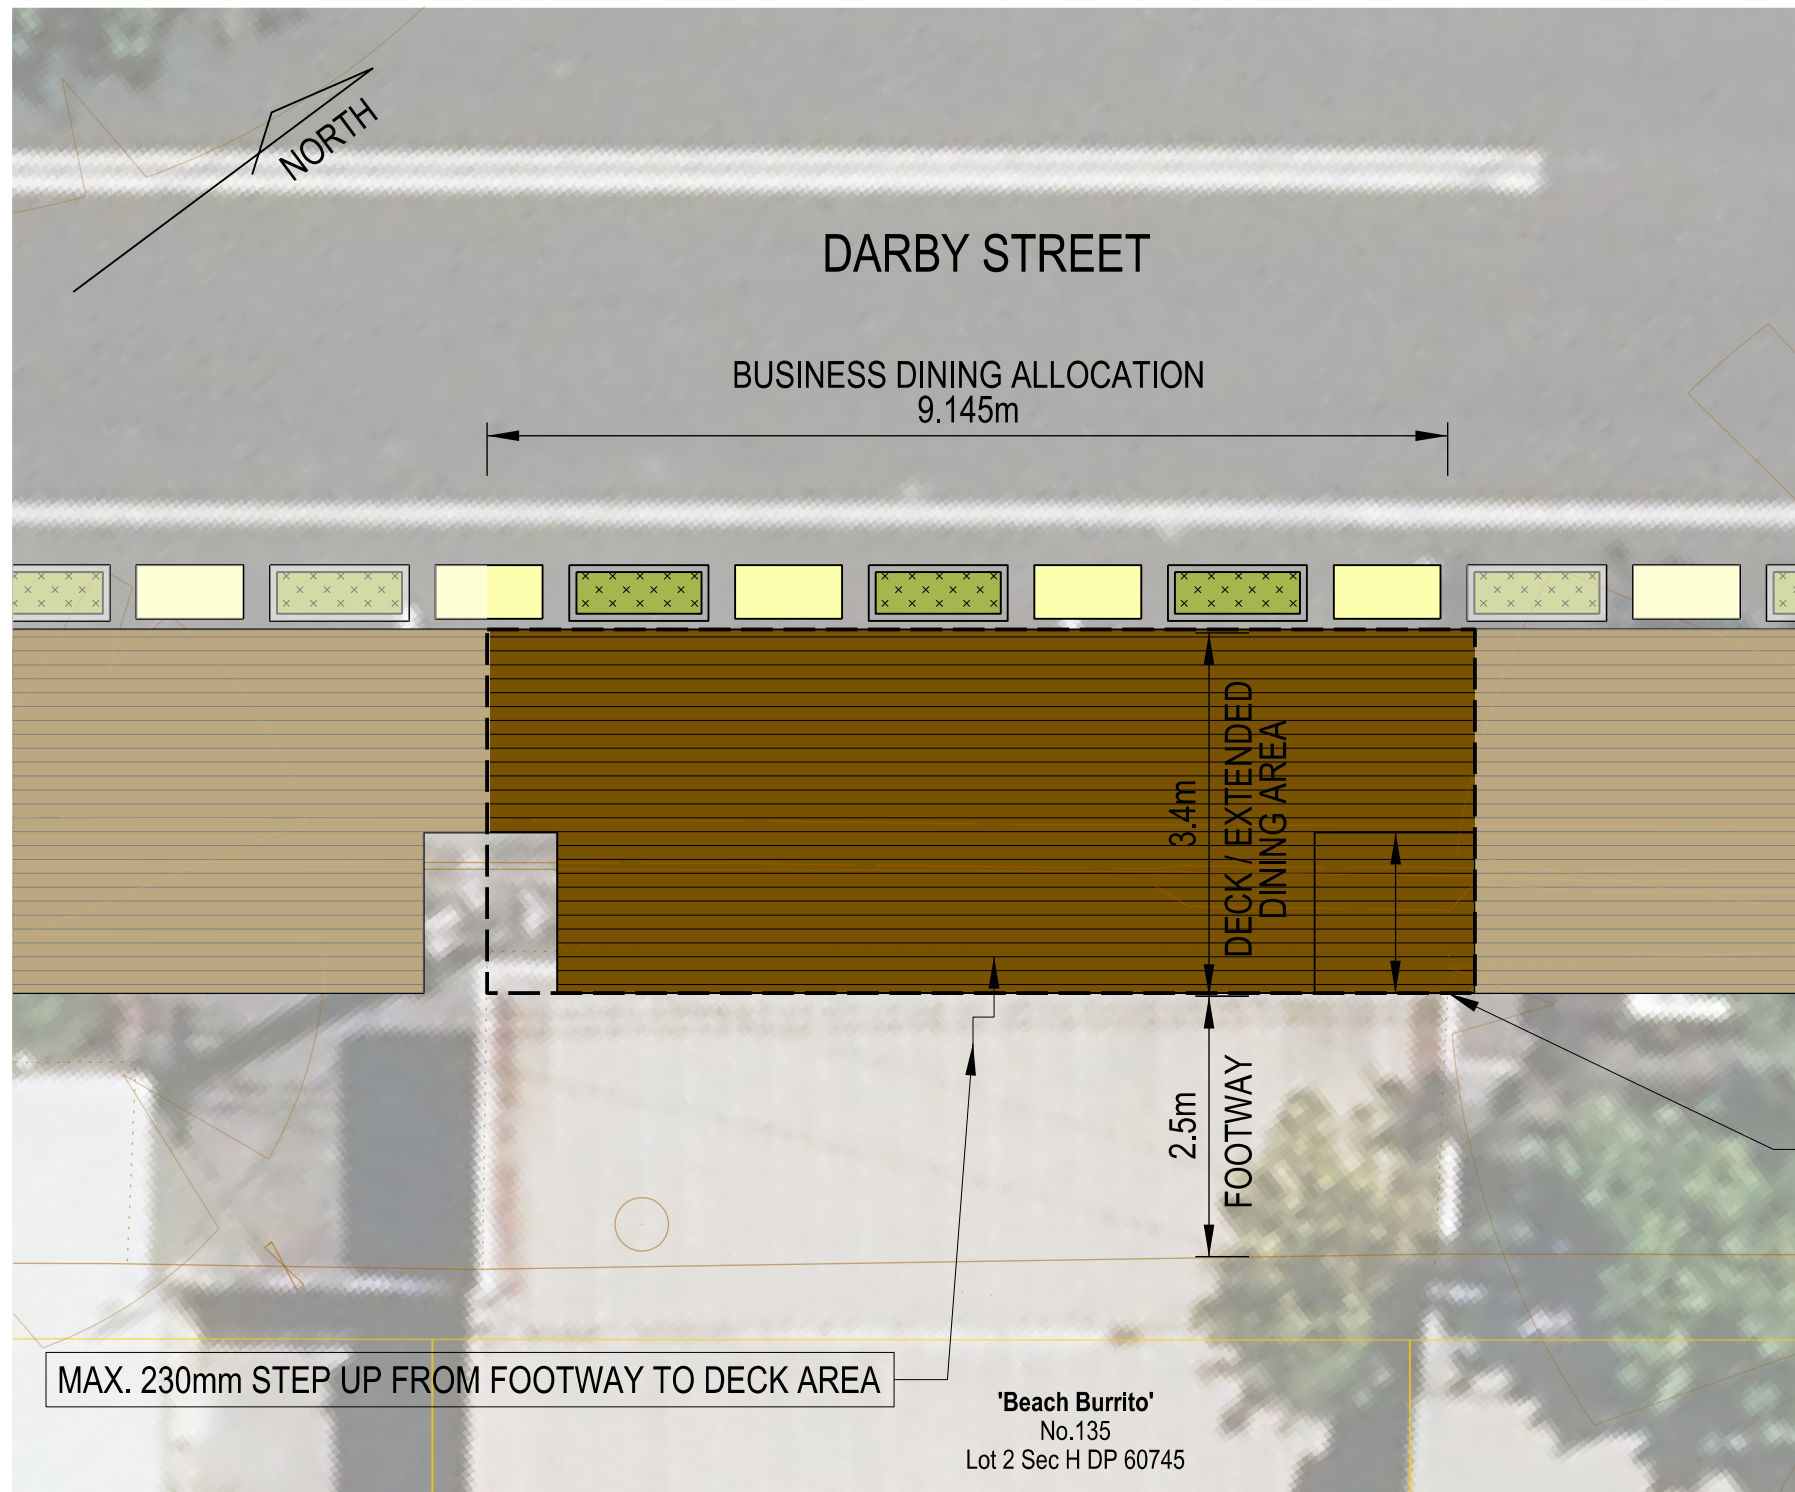 NORTH
DARBY STREET
BUSINESS DINING ALLOCATION
9.145m
3.4m
DECK / EXTENDED
DINING AREA
2.5m
FOOTWAY
MAX. 230mm STEP UP FROM FOOTWAY TO DECK AREA
'Beach Burrito'
No.135
Lot 2 Sec H DP 60745